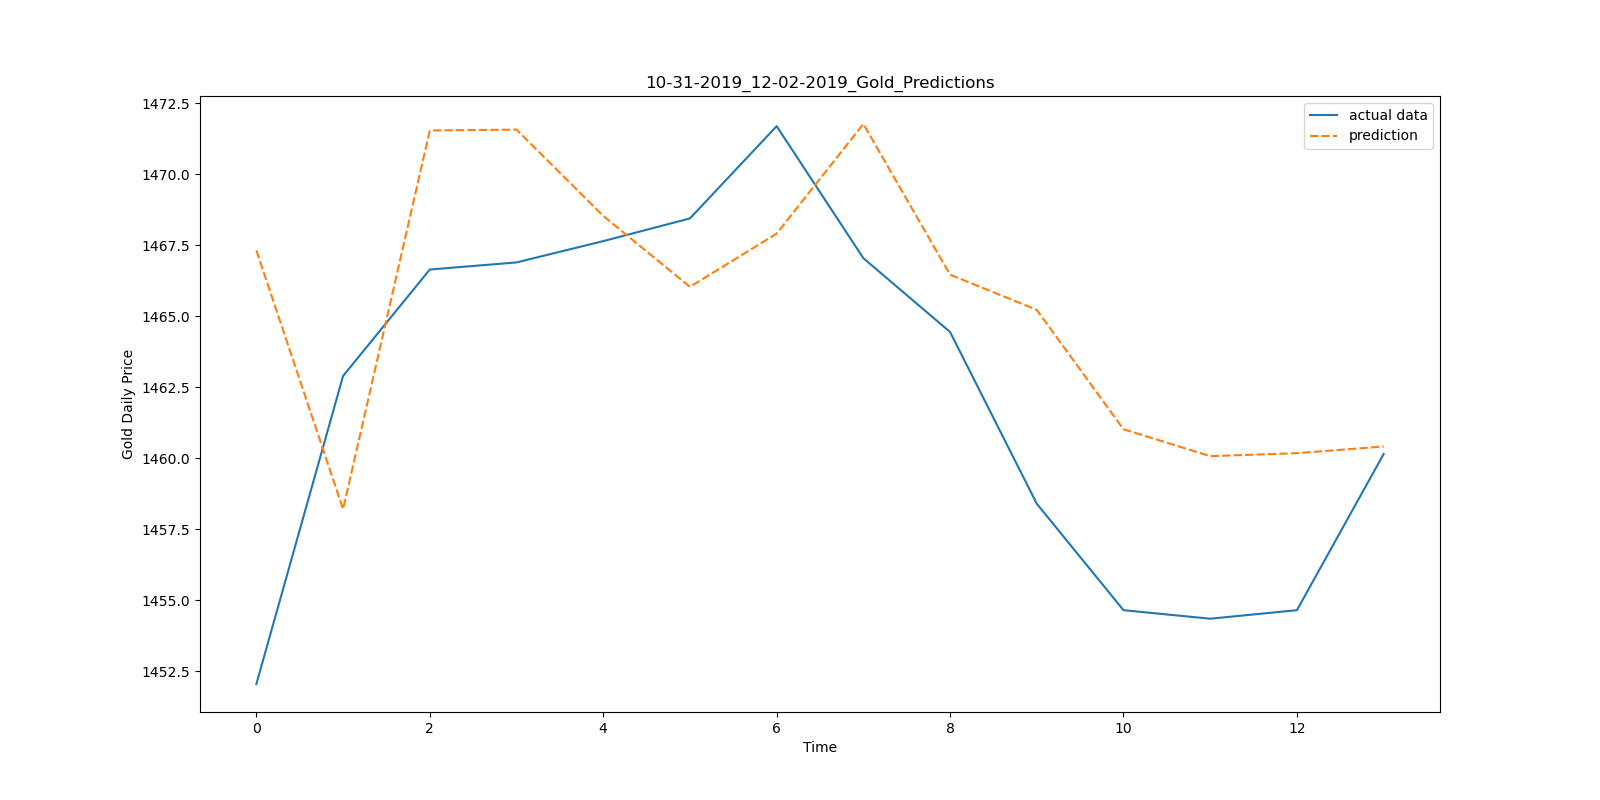 10-31-2019_12-02-2019_Gold_Predictions
actual data
prediction
Gold Daily Price
1472.5
1470.0
1467.5
1465.0
1462.5
1460.0
1457.5
1455.0
1452.5
0 2 4 6 8 10 12
Time